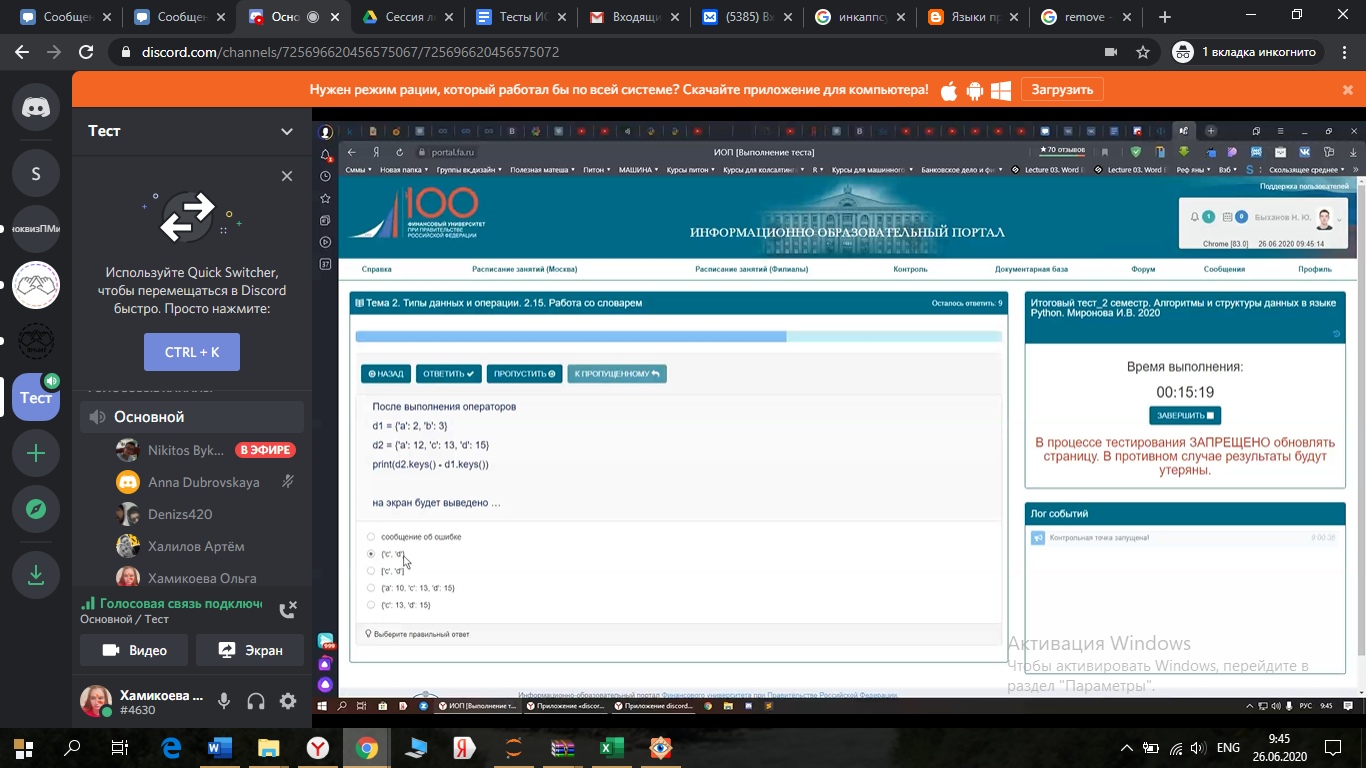 Сообщен
Сообщен
Осно
Сессия л
Тесты ИС
Входящи
(5385) Вх
инкаппсу
Языки пр
remove -
discord.com/channels/725696620456575067/725696620456575072
1 вкладка инкогнито
Нужен режим рации, который работал бы по всей системе? Скачайте приложение для компьютера!
Загрузить
Тест
S
Используйте Quick Switcher,
чтобы перемещаться в Discord
быстро. Просто нажмите:
CTRL + K
Тест
Основной
Nikitos Byk...
В ЭФИРЕ
Anna Dubrovskaya
Denizs420
Халилов Артём
Хамикоева Ольга
Голосовая связь подключе
Основной / Тест
Видео
Экран
Хамикоева ...
#4630
portal.fa.ru
ИОП [Выполнение теста]
★ 70 отзывов
Сммы
Новая папка
Группы вк,дизайн
Полезная матеша
Питон
МАШИНА
Курсы питон
Курсы для консалтинг
R
Курсы для машинного
Банковское дело и фи
Lecture 03. Word E
Lecture 03. Word E
Реф яны
Вэб
Скользящее среднее
Поддержка пользователей
100
ФИНАНСОВЫЙ УНИВЕРСИТЕТ
ПРИ ПРАВИТЕЛЬСТВЕ
РОССИЙСКОЙ ФЕДЕРАЦИИ
ИНФОРМАЦИОННО ОБРАЗОВАТЕЛЬНЫЙ ПОРТАЛ
1
0
Быханов Н. Ю,
Chrome [83.0] 26.06.2020 09:45:14
Справка
Расписание занятий (Москва)
Расписание занятий (Филиалы)
Контроль
Документарная база
Форум
Сообщения
Профиль
Тема 2. Типы данных и операции. 2.15. Работа со словарем
Осталось ответить: 9
НАЗАД
ОТВЕТИТЬ
ПРОПУСТИТЬ
К ПРОПУЩЕННОМУ
После выполнения операторов
d1 = {'a': 2, 'b': 3}
d2 = {'a': 12, 'c': 13, 'd': 15}
print(d2.keys() - d1.keys())
на экран будет выведено …
сообщение об ошибке
{'c', 'd'}
['c', 'd']
{'a': 10, 'c': 13, 'd': 15}
{'c': 13, 'd': 15}
Выберите правильный ответ
Итоговый тест_2 семестр. Алгоритмы и структуры данных в языке
Python. Миронова И.В. 2020
Время выполнения:
00:15:19
ЗАВЕРШИТЬ
В процессе тестирования ЗАПРЕЩЕНО обновлять
страницу. В противном случае результаты будут
утеряны.
Лог событий
Контрольная точка запущена!
Активация Windows
Чтобы активировать Windows, перейдите в
раздел "Параметры".
Информационно-образовательный портал Финансового университета при Правительстве Российской Федерации.
ИОП [Выполнение т...
Приложение «discor...
Приложение discord...
РУС
9:45
ENG
9:45
26.06.2020